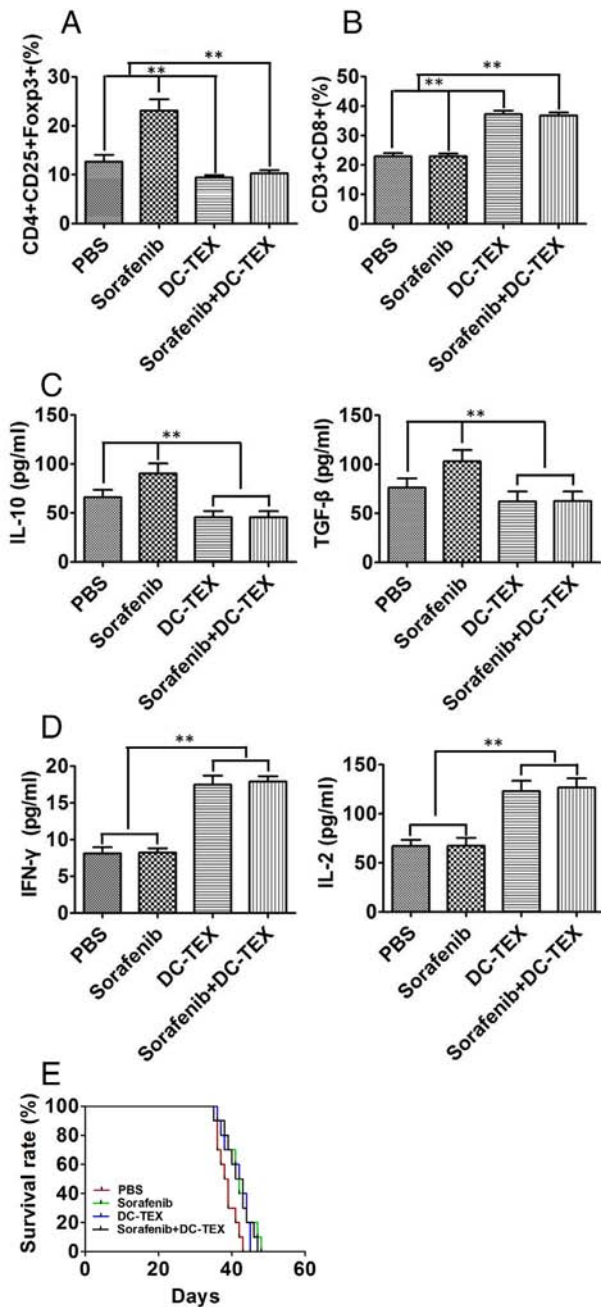 A
CD4+CD25+Foxp3+(%)
30
20
10
0
**
**
PBS
Sorafenib
DC-TEX
Sorafenib+DC-TEX
B
CD3+CD8+(%)
50
40
30
20
10
0
**
**
PBS
Sorafenib
DC-TEX
Sorafenib+DC-TEX
C
IL-10 (pg/ml)
150
100
50
0
**
PBS
Sorafenib
DC-TEX
Sorafenib+DC-TEX
TGF-β (pg/ml)
150
100
50
0
**
PBS
Sorafenib
DC-TEX
Sorafenib+DC-TEX
D
IFN-γ (pg/ml)
20
15
10
5
0
**
PBS
Sorafenib
DC-TEX
Sorafenib+DC-TEX
IL-2 (pg/ml)
150
100
50
0
**
PBS
Sorafenib
DC-TEX
Sorafenib+DC-TEX
E
Survival rate (%)
100
80
60
40
20
0
PBS
Sorafenib
DC-TEX
Sorafenib+DC-TEX
0
20
40
60
Days